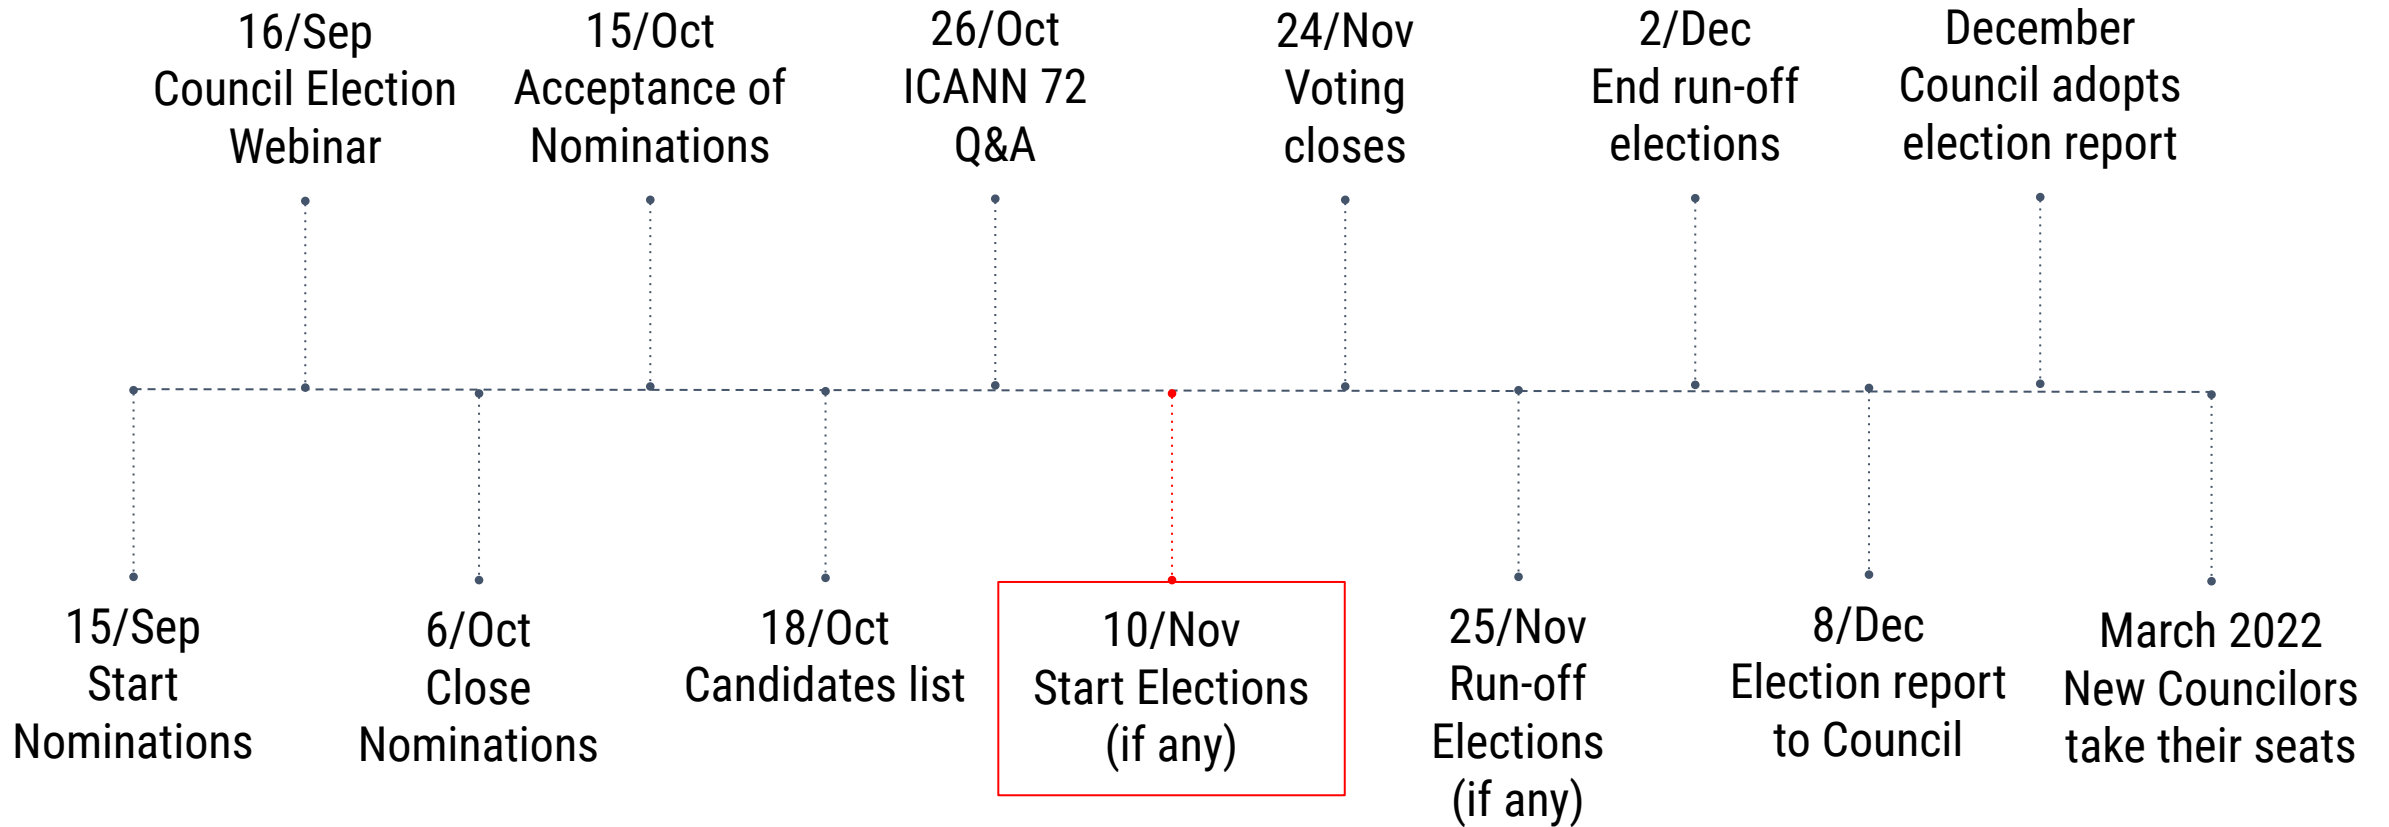 16/Sep
Council Election
Webinar
15/Oct
Acceptance of
Nominations
26/Oct
ICANN 72
Q&A
24/Nov
Voting
closes
2/Dec
End run-off
elections
December
Council adopts
election report
15/Sep
Start
Nominations
6/Oct
Close
Nominations
18/Oct
Candidates list
10/Nov
Start Elections
(if any)
25/Nov
Run-off
Elections
(if any)
8/Dec
Election report
to Council
March 2022
New Councilors
take their seats